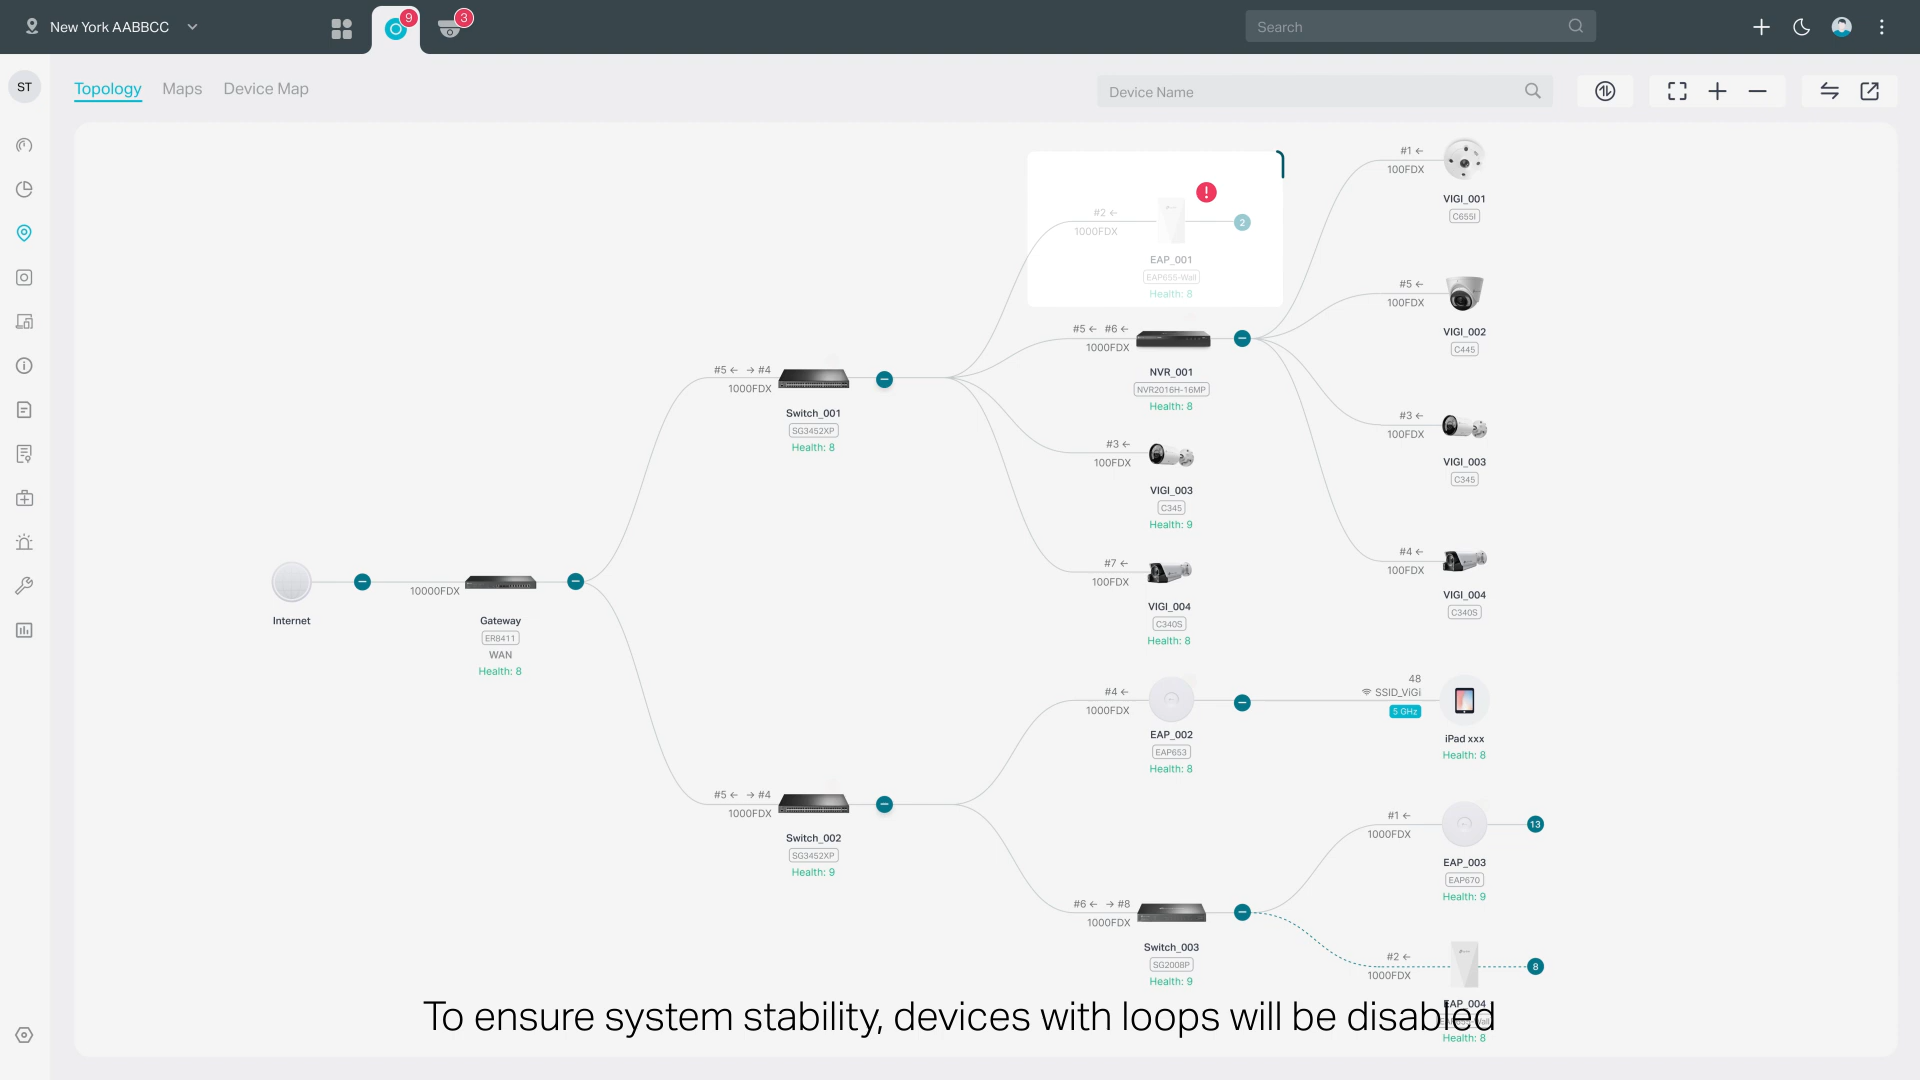 New York AABBCC
9
3
Search
ST
Topology
Maps
Device Map
Device Name
#1 ←
100FDX
VIGI_001
C655I
#2 ←
1000FDX
!
2
EAP_001
EAP655-Wall
Health: 8
#5 ←
100FDX
VIGI_002
C445
#5 ← #6 ←
1000FDX
NVR_001
NVR2016H-16MP
Health: 8
#5 ← → #4
1000FDX
Switch_001
SG3452XP
Health: 8
#3 ←
100FDX
VIGI_003
C345
#3 ←
100FDX
VIGI_003
C345
Health: 9
#4 ←
100FDX
VIGI_004
C340S
#7 ←
100FDX
VIGI_004
C340S
Health: 8
Internet
10000FDX
Gateway
ER8411
WAN
Health: 8
#4 ←
1000FDX
EAP_002
EAP653
Health: 8
48
SSID_ViGi
5 GHz
iPad xxx
Health: 8
#5 ← → #4
1000FDX
Switch_002
SG3452XP
Health: 9
#1 ←
1000FDX
13
EAP_003
EAP670
Health: 9
#6 ← → #8
1000FDX
Switch_003
SG2008P
Health: 9
#2 ←
1000FDX
8
EAP_004
Health: 8
To ensure system stability, devices with loops will be disabled